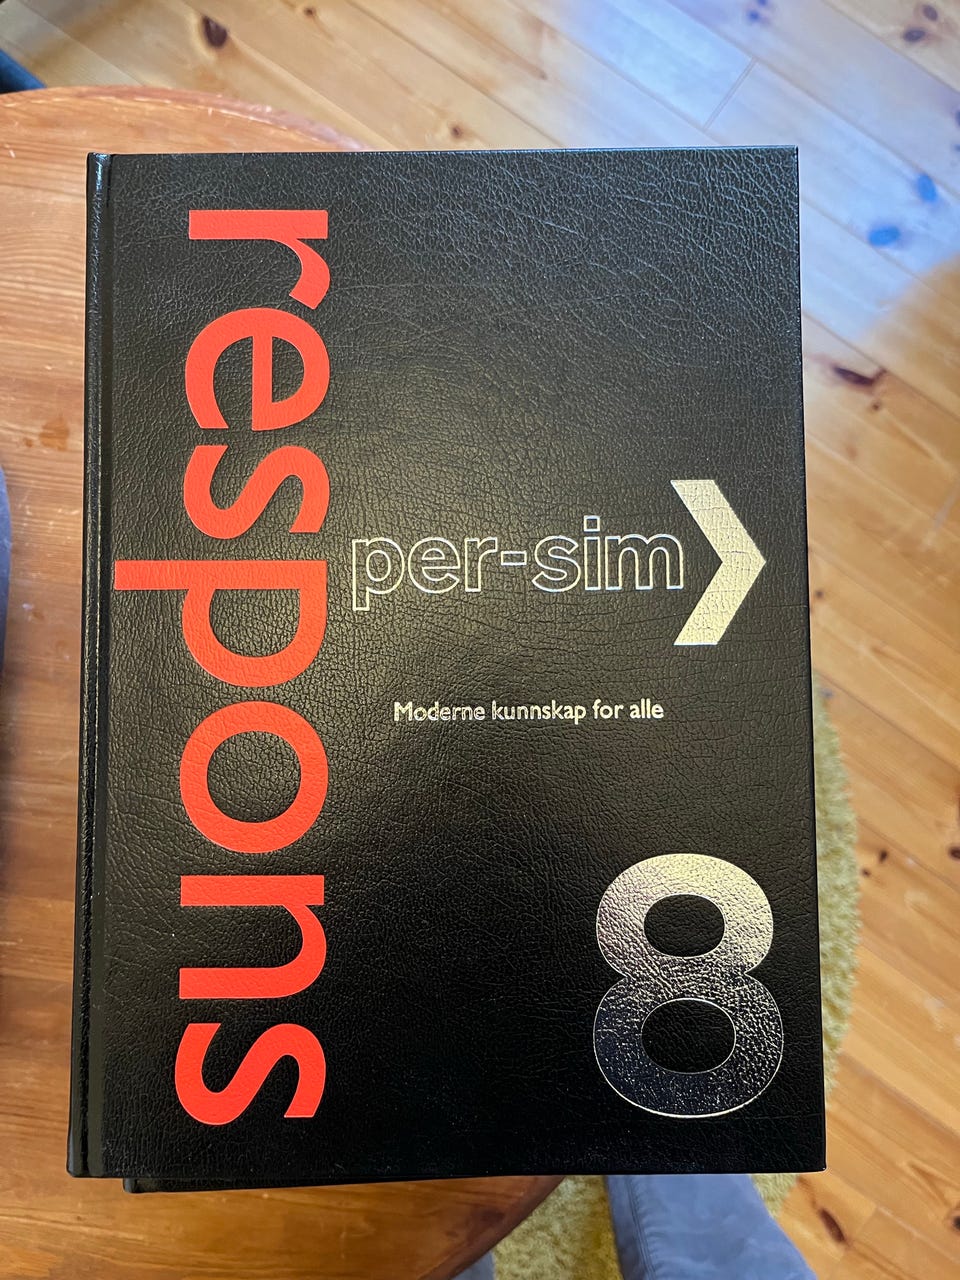 respons
per-sim
Moderne kunnskap for alle
8